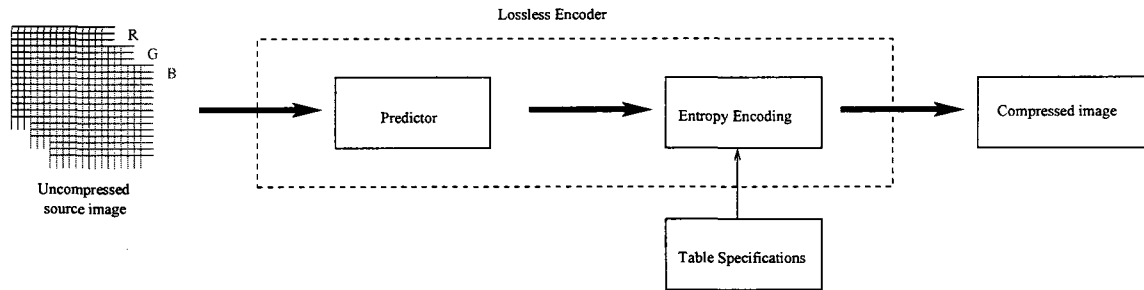 Lossless Encoder
R
G
B
Predictor
Entropy Encoding
Compressed image
Uncompressed
source image
Table Specifications